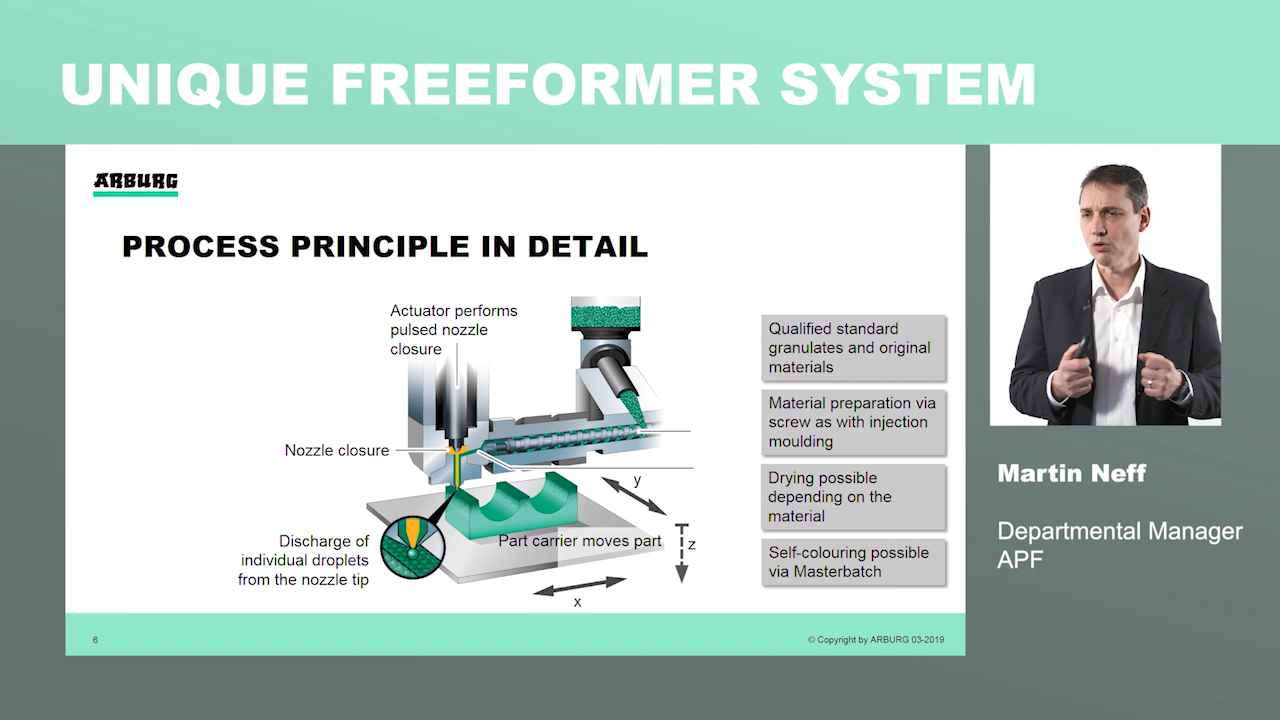 UNIQUE FREEFORMER SYSTEM
ARBURG
PROCESS PRINCIPLE IN DETAIL
Actuator performs
pulsed nozzle
closure
Nozzle closure
Discharge of
individual droplets
from the nozzle tip
Part carrier moves part
y
z
x
Qualified standard
granulates and original
materials
Material preparation via
screw as with injection
moulding
Drying possible
depending on the
material
Self-colouring possible
via Masterbatch
6
© Copyright by ARBURG 03-2019
Martin Neff
Departmental Manager
APF